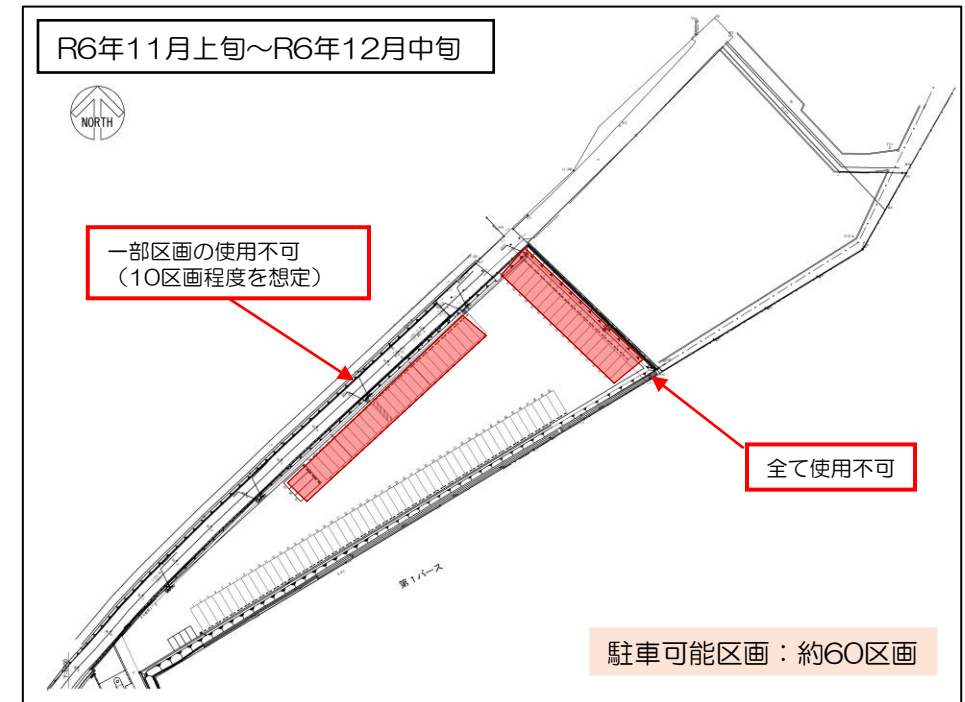 R6年11月上旬～R6年12月中旬
NORTH
一部区画の使用不可
（10区画程度を想定）
全て使用不可
第1バース
駐車可能区画：約60区画